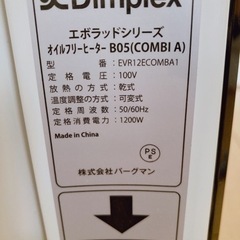 Dimplex
エボラッドシリーズ
オイルフリーヒーター B05(COMBI A)
型番：EVR12ECOMBA1
定格電圧：100V
放熱の方式：乾式
温度調整の方式：可変式
定格周波数：50/60Hz
定格消費電力：1200W
Made in China
PS
E
株式会社バーグマン